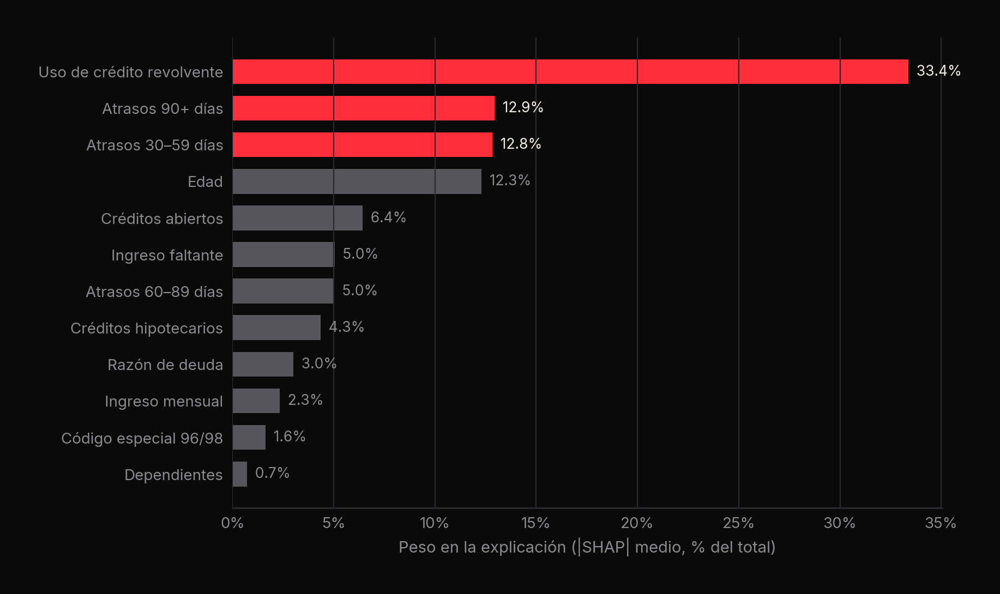 Uso de crédito revolvente 33.4%
Atrasos 90+ días 12.9%
Atrasos 30–59 días 12.8%
Edad 12.3%
Créditos abiertos 6.4%
Ingreso faltante 5.0%
Atrasos 60–89 días 5.0%
Créditos hipotecarios 4.3%
Razón de deuda 3.0%
Ingreso mensual 2.3%
Código especial 96/98 1.6%
Dependientes 0.7%
0% 5% 10% 15% 20% 25% 30% 35%
Peso en la explicación (|SHAP| medio, % del total)